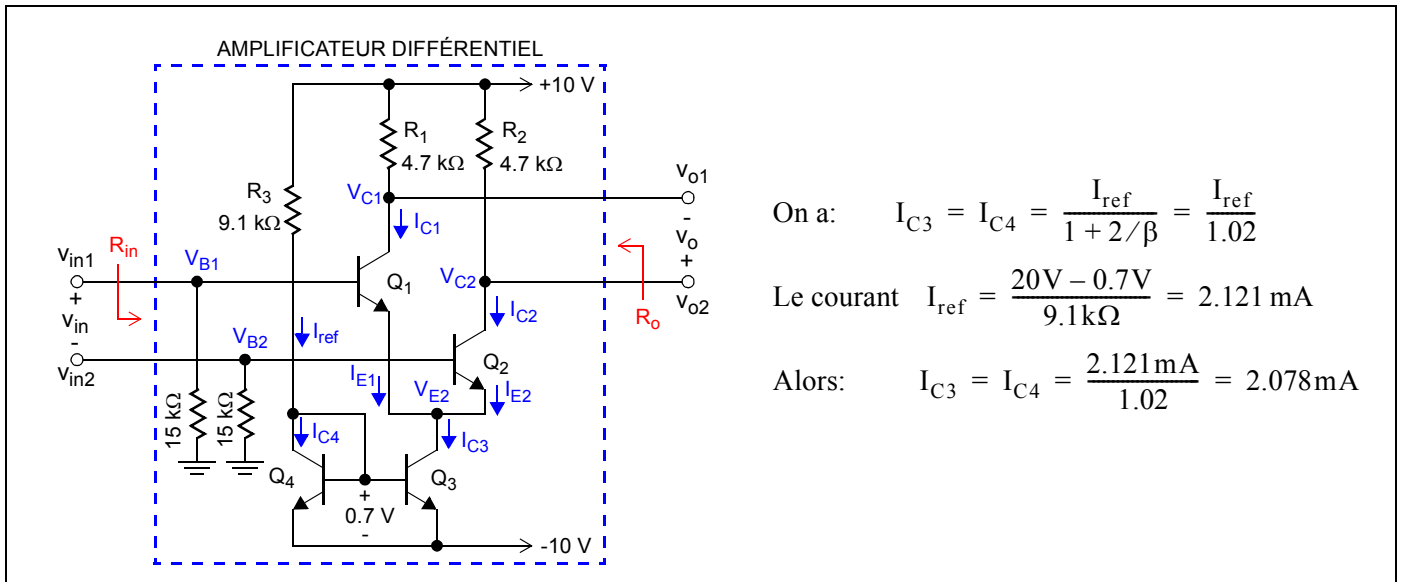 AMPLIFICATEUR DIFFÉRENTIEL
+10 V
R1
4.7 kΩ
R2
4.7 kΩ
R3
9.1 kΩ
VC1
IC1
vo1
-
vo
+
vo2
Ro
vin1
+
vin
-
vin2
Rin
VB1
Q1
VC2
IC2
Iref
VB2
Q2
IE1
VE2
IE2
15 kΩ
15 kΩ
IC4
IC3
Q4
Q3
+
0.7 V
-
-10 V
On a: IC3 = IC4 = Iref / (1 + 2/β) = Iref / 1.02
Le courant Iref = (20V – 0.7V) / 9.1kΩ = 2.121 mA
Alors: IC3 = IC4 = 2.121mA / 1.02 = 2.078mA